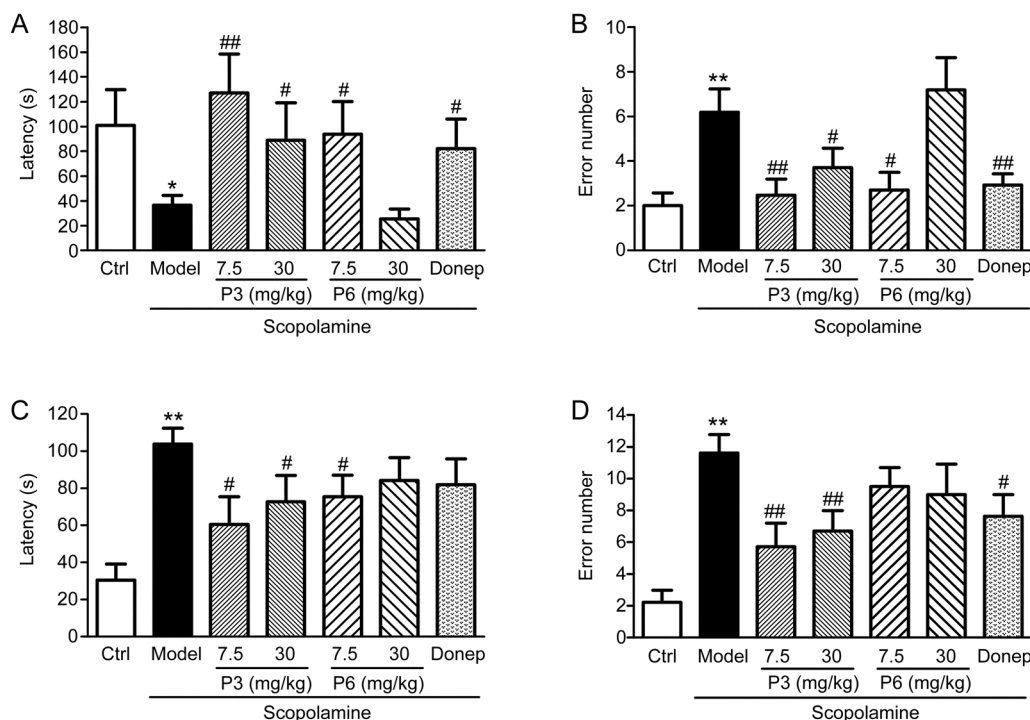 A
Latency (s)
180
160
140
120
100
80
60
40
20
0
*
##
#
#
#
Ctrl Model 7.5 30 7.5 30 Donep
P3 (mg/kg) P6 (mg/kg)
Scopolamine
B
Error number
10
8
6
4
2
0
**
##
#
#
##
Ctrl Model 7.5 30 7.5 30 Donep
P3 (mg/kg) P6 (mg/kg)
Scopolamine
C
Latency (s)
120
100
80
60
40
20
0
**
#
#
#
Ctrl Model 7.5 30 7.5 30 Donep
P3 (mg/kg) P6 (mg/kg)
Scopolamine
D
Error number
14
12
10
8
6
4
2
0
**
##
##
#
Ctrl Model 7.5 30 7.5 30 Donep
P3 (mg/kg) P6 (mg/kg)
Scopolamine